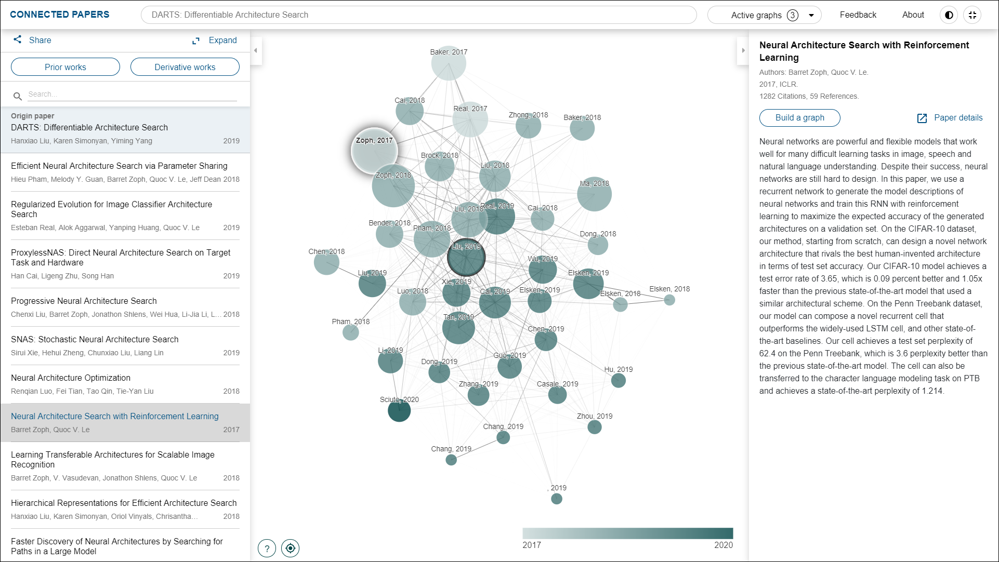 CONNECTED PAPERS
DARTS: Differentiable Architecture Search
Active graphs 3
Feedback
About
Share
Expand
Prior works
Derivative works
Search...
Origin paper
DARTS: Differentiable Architecture Search
Hanxiao Liu, Karen Simonyan, Yiming Yang 2019
Efficient Neural Architecture Search via Parameter Sharing
Hieu Pham, Melody Y. Guan, Barret Zoph, Quoc V. Le, Jeff Dean 2018
Regularized Evolution for Image Classifier Architecture
Search
Esteban Real, Alok Aggarwal, Yanping Huang, Quoc V. Le 2019
ProxylessNAS: Direct Neural Architecture Search on Target
Task and Hardware
Han Cai, Ligeng Zhu, Song Han 2019
Progressive Neural Architecture Search
Chenxi Liu, Barret Zoph, Jonathon Shlens, Wei Hua, Li-Jia Li, L... 2018
SNAS: Stochastic Neural Architecture Search
Sirui Xie, Hehui Zheng, Chunxiao Liu, Liang Lin 2019
Neural Architecture Optimization
Renqian Luo, Fei Tian, Tao Qin, Tie-Yan Liu 2018
Neural Architecture Search with Reinforcement Learning
Barret Zoph, Quoc V. Le 2017
Learning Transferable Architectures for Scalable Image
Recognition
Barret Zoph, V. Vasudevan, Jonathon Shlens, Quoc V. Le 2018
Hierarchical Representations for Efficient Architecture Search
Hanxiao Liu, Karen Simonyan, Oriol Vinyals, Chrisantha... 2018
Faster Discovery of Neural Architectures by Searching for
Paths in a Large Model
Baker, 2017
Cai, 2018
Real, 2017
Zhong, 2018
Baker, 2018
Zoph, 2017
Brock, 2018
Liu, 2018
Zoph, 2018
Ma, 2018
Liu, 2018
Real, 2019
Cai, 2018
Bender, 2018
Pham, 2018
Dong, 2018
Liu, 2019
Chen, 2018
Wu, 2019
Liu, 2019
Elsken, 2019
Xie, 2019
Luo, 2018
Cai, 2019
Elsken, 2019
Elsken, 2018
Elsken, 2018
Tan, 2019
Pham, 2018
Chen, 2019
Li, 2019
Dong, 2019
Guo, 2019
Hu, 2019
Zhang, 2019
Casale, 2019
Sciuto, 2020
Zhou, 2019
Chang, 2019
Chang, 2019
, 2019
?
2017
2020
Neural Architecture Search with Reinforcement
Learning
Authors: Barret Zoph, Quoc V. Le.
2017, ICLR.
1282 Citations, 59 References.
Build a graph
Paper details
Neural networks are powerful and flexible models that work
well for many difficult learning tasks in image, speech and
natural language understanding. Despite their success, neural
networks are still hard to design. In this paper, we use a
recurrent network to generate the model descriptions of
neural networks and train this RNN with reinforcement
learning to maximize the expected accuracy of the generated
architectures on a validation set. On the CIFAR-10 dataset,
our method, starting from scratch, can design a novel network
architecture that rivals the best human-invented architecture
in terms of test set accuracy. Our CIFAR-10 model achieves a
test error rate of 3.65, which is 0.09 percent better and 1.05x
faster than the previous state-of-the-art model that used a
similar architectural scheme. On the Penn Treebank dataset,
our model can compose a novel recurrent cell that
outperforms the widely-used LSTM cell, and other state-of-
the-art baselines. Our cell achieves a test set perplexity of
62.4 on the Penn Treebank, which is 3.6 perplexity better than
the previous state-of-the-art model. The cell can also be
transferred to the character language modeling task on PTB
and achieves a state-of-the-art perplexity of 1.214.